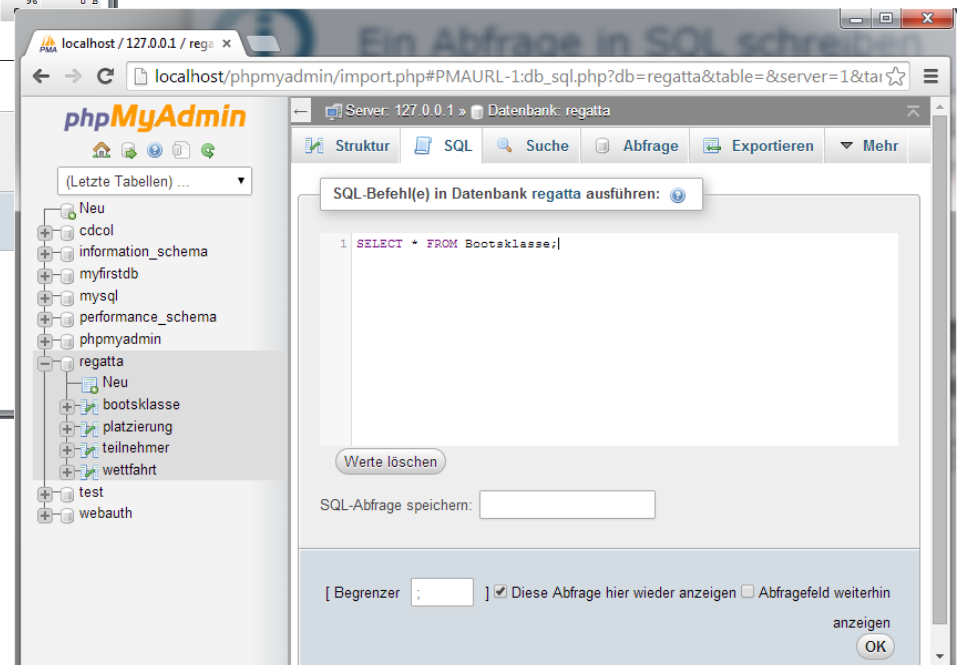 96 0 B
Ein Abfrage in SQL schreiben
localhost / 127.0.0.1 / rega
localhost/phpmyadmin/import.php#PMAURL-1:db_sql.php?db=regatta&table=&server=1&tar
phpMyAdmin
(Letzte Tabellen) ...
Neu
cdcol
information_schema
myfirstdb
mysql
performance_schema
phpmyadmin
regatta
Neu
bootsklasse
platzierung
teilnehmer
wettfahrt
test
webauth
Server: 127.0.0.1 » Datenbank: regatta
Struktur SQL Suche Abfrage Exportieren Mehr
SQL-Befehl(e) in Datenbank regatta ausführen:
1 SELECT * FROM Bootsklasse;
Werte löschen
SQL-Abfrage speichern:
[ Begrenzer ; ] Diese Abfrage hier wieder anzeigen Abfragefeld weiterhin
anzeigen
OK